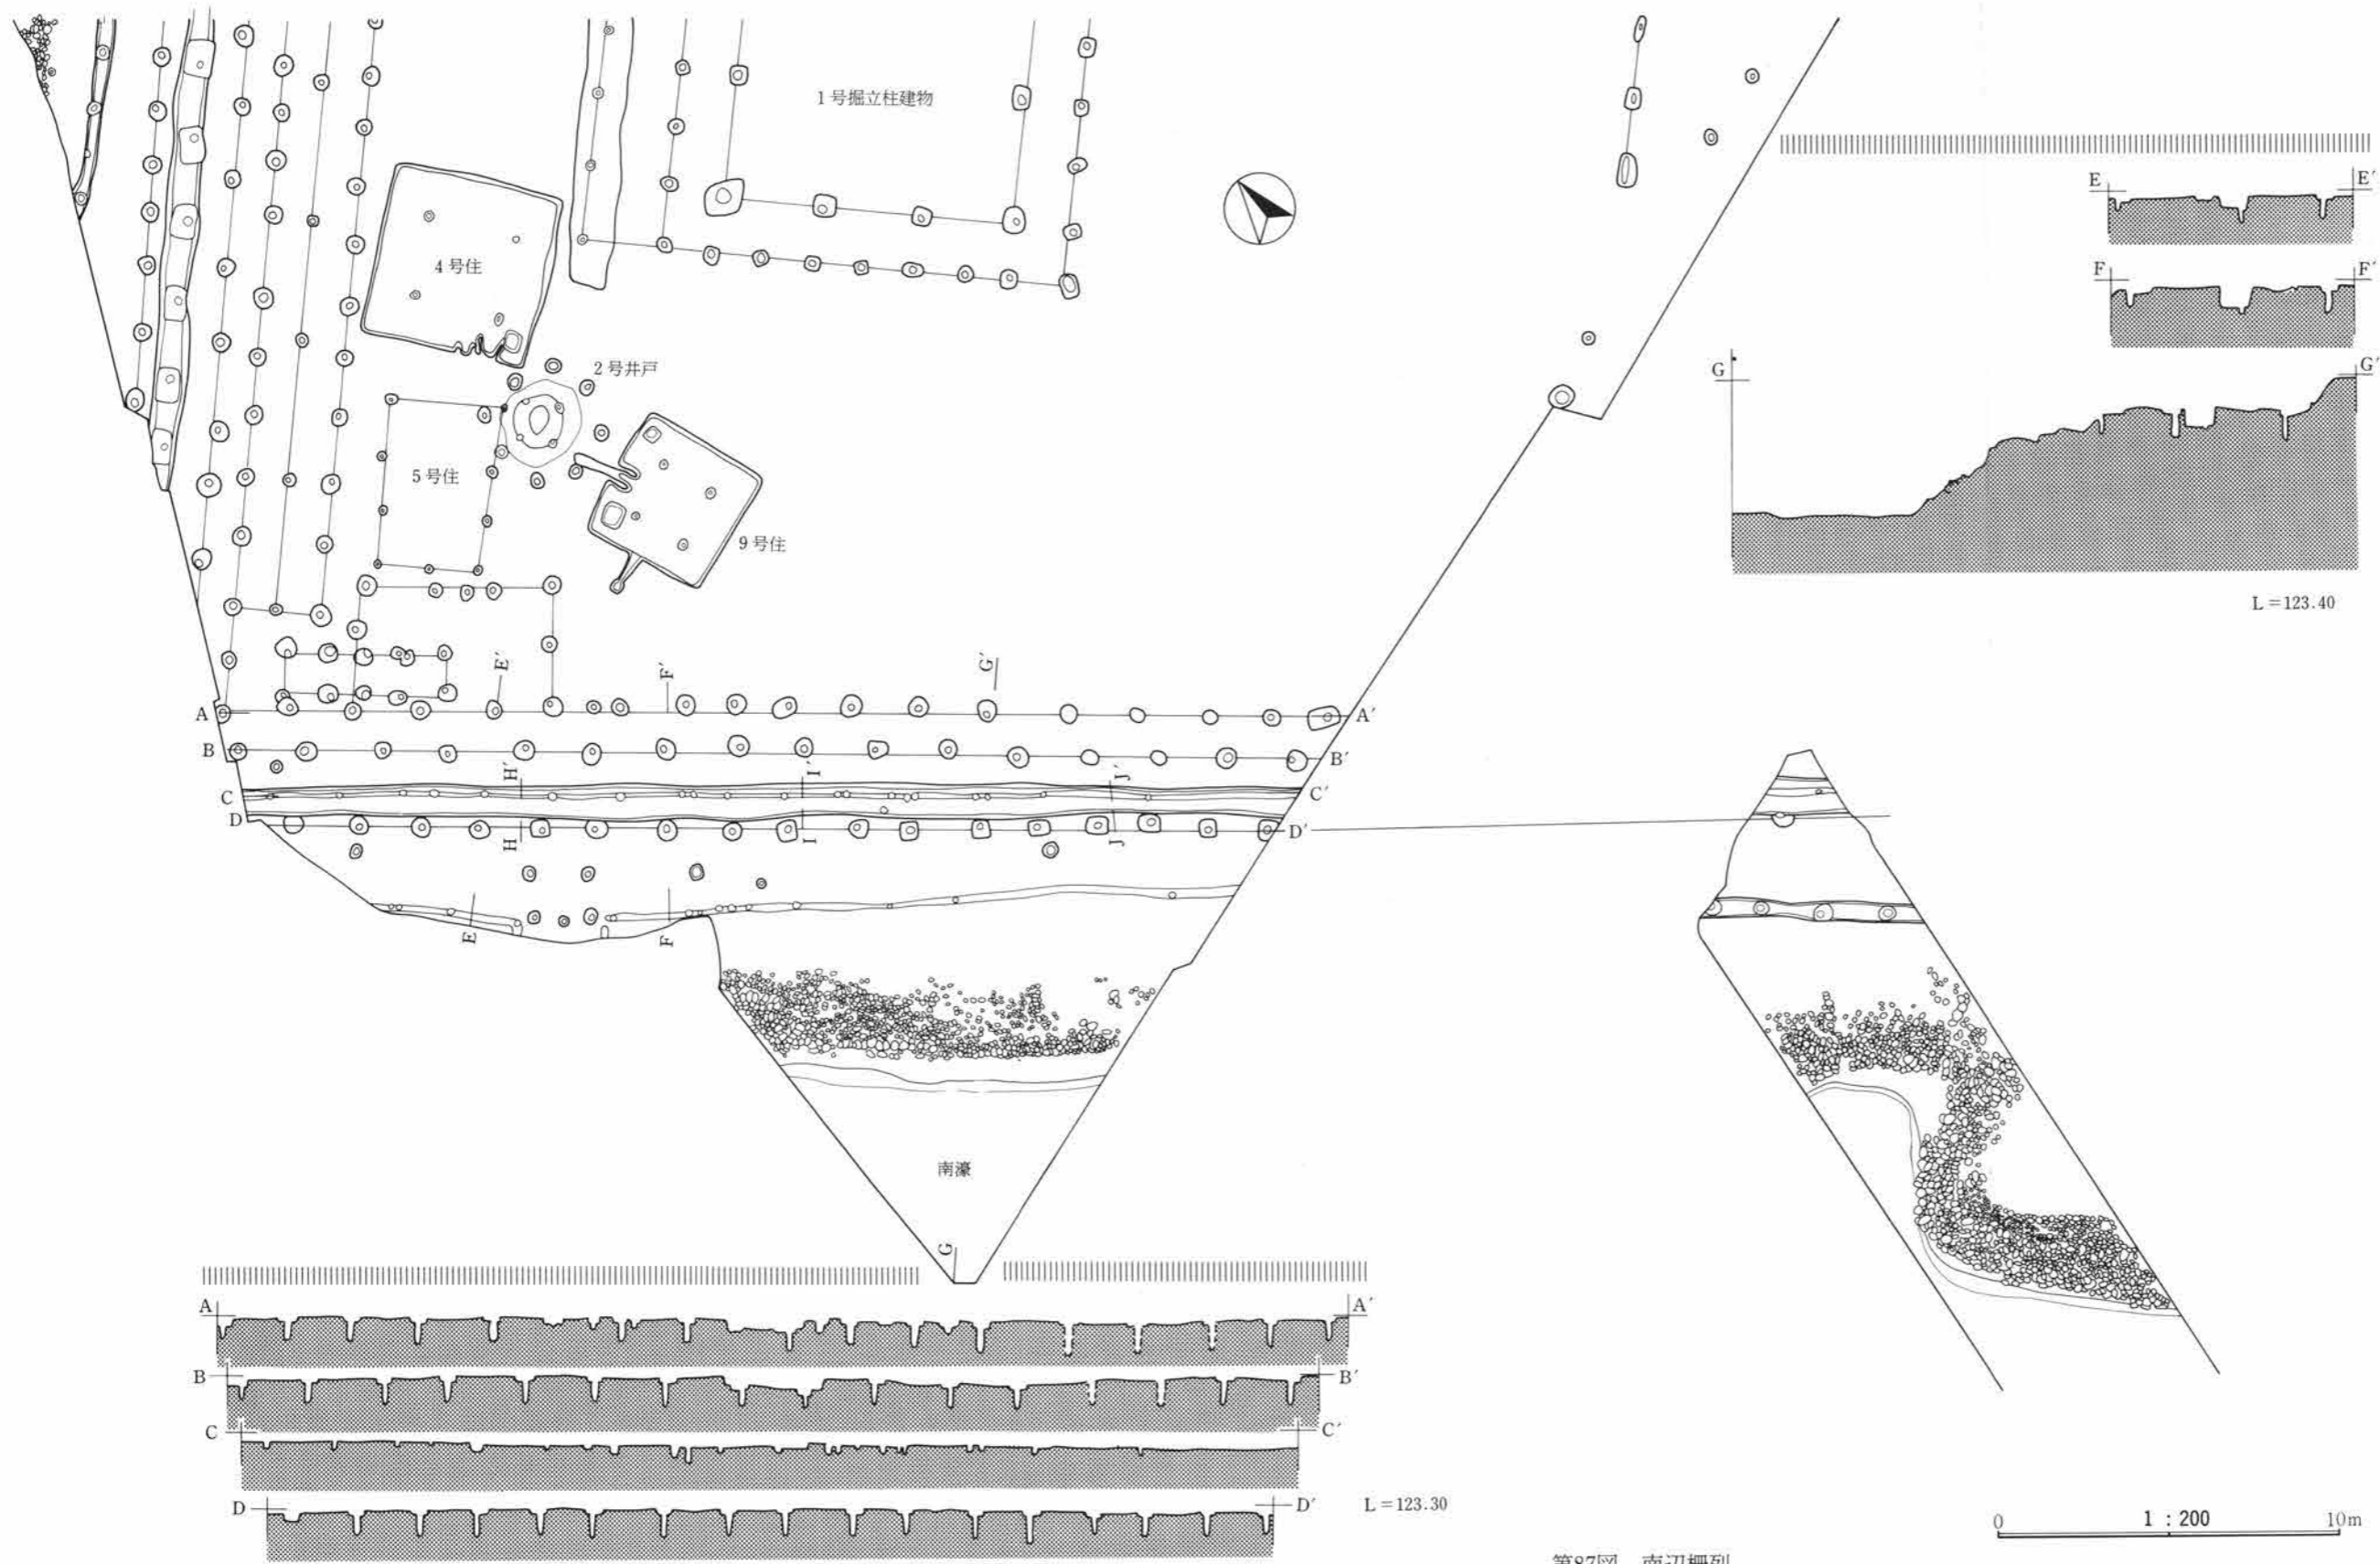 1号掘立柱建物
4号住
2号井戸
5号住
9号住
E E′
F F′
G G′
L=123.40
E′
F′
G′
A A′
B B′
H′ I′ J′
C C′
D D′
H I J
E F
南濠
G
A A′
B B′
C C′
D D′ L=123.30
0 1:200 10m
第87図 南辺柵列